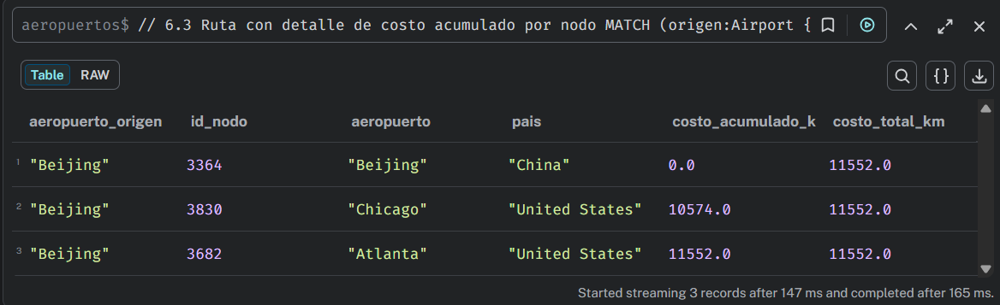 aeropuertos$ // 6.3 Ruta con detalle de costo acumulado por nodo MATCH (origen:Airport {
Table RAW
aeropuerto_origen id_nodo aeropuerto pais costo_acumulado_k costo_total_km
1 "Beijing" 3364 "Beijing" "China" 0.0 11552.0
2 "Beijing" 3830 "Chicago" "United States" 10574.0 11552.0
3 "Beijing" 3682 "Atlanta" "United States" 11552.0 11552.0
Started streaming 3 records after 147 ms and completed after 165 ms.